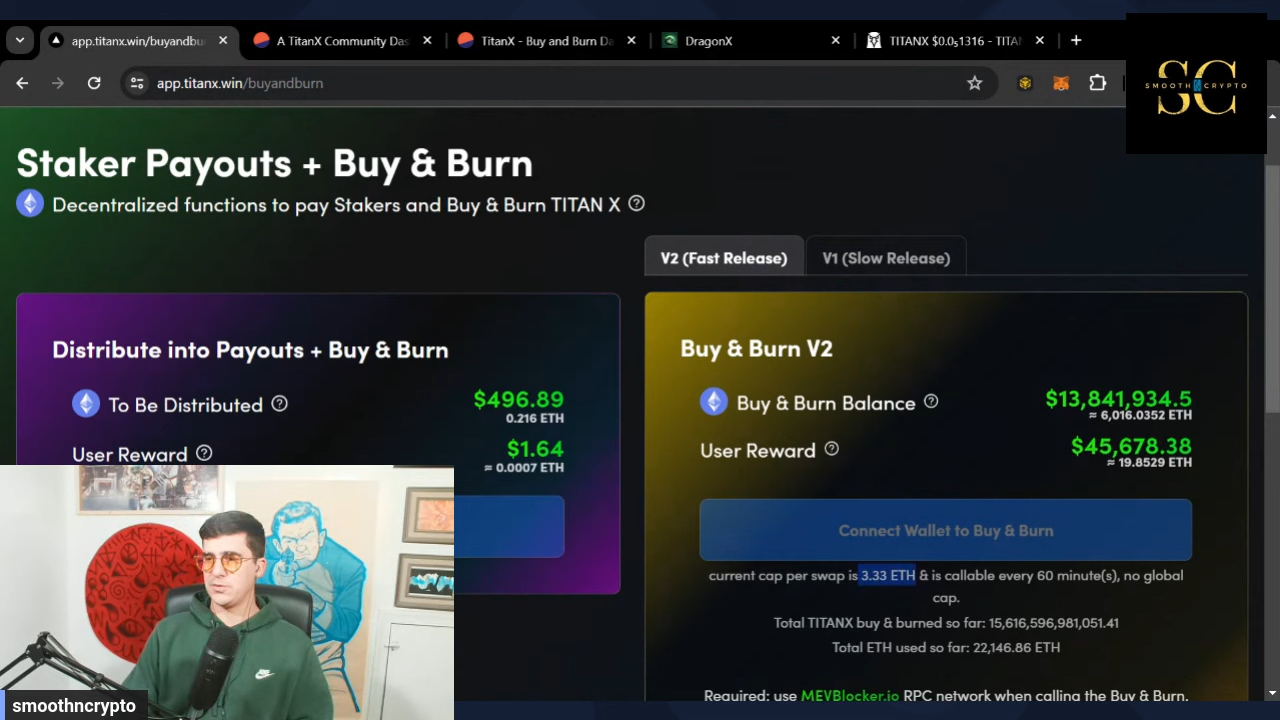 app.titanx.win/buyandbu
A TitanX Community Das
TitanX - Buy and Burn Da
DragonX
TITANX $0.0₅1316 - TITAN
app.titanx.win/buyandburn
SC
SMOOTH N CRYPTO
Staker Payouts + Buy & Burn
Decentralized functions to pay Stakers and Buy & Burn TITAN X
V2 (Fast Release)
V1 (Slow Release)
Distribute into Payouts + Buy & Burn
To Be Distributed
$496.89
0.216 ETH
User Reward
$1.64
≈ 0.0007 ETH
Buy & Burn V2
Buy & Burn Balance
$13,841,934.5
≈ 6,016.0352 ETH
User Reward
$45,678.38
≈ 19.8529 ETH
Connect Wallet to Buy & Burn
current cap per swap is 3.33 ETH & is callable every 60 minute(s), no global
cap.
Total TITANX buy & burned so far: 15,616,596,981,051.41
Total ETH used so far: 22,146.86 ETH
Required: use MEVBlocker.io RPC network when calling the Buy & Burn.
smoothncrypto